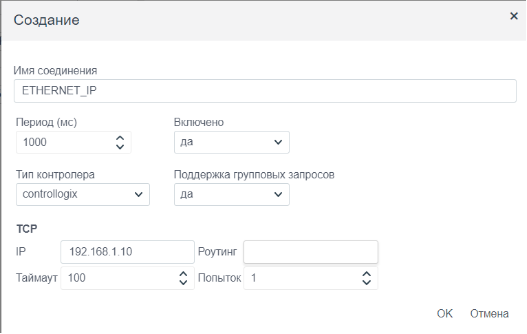 Создание
Имя соединения
ETHERNET_IP
Период (мс) Включено
1000 да
Тип контролера Поддержка групповых запросов
controllogix да
TCP
IP 192.168.1.10 Роутинг
Таймаут 100 Попыток 1
OK Отмена